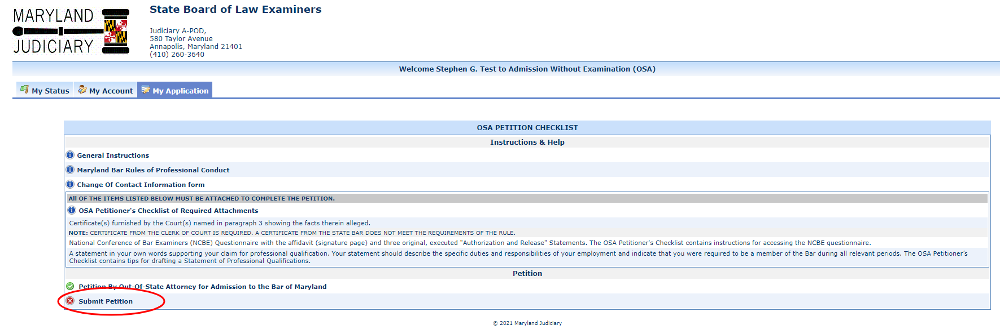 MARYLAND
JUDICIARY
State Board of Law Examiners
Judiciary A-POD,
580 Taylor Avenue
Annapolis, Maryland 21401
(410) 260-3640
Welcome Stephen G. Test to Admission Without Examination (OSA)
My Status My Account My Application
OSA PETITION CHECKLIST
Instructions & Help
General Instructions
Maryland Bar Rules of Professional Conduct
Change Of Contact Information form
All OF THE ITEMS LISTED BELOW MUST BE ATTACHED TO COMPLETE THE PETITION.
OSA Petitioner's Checklist of Required Attachments
Certificate(s) furnished by the Court(s) named in paragraph 3 showing the facts therein alleged.
NOTE: CERTIFICATE FROM THE CLERK OF COURT IS REQUIRED. A CERTIFICATE FROM THE STATE BAR DOES NOT MEET THE REQUIREMENTS OF THE RULE.
National Conference of Bar Examiners (NCBE) Questionnaire with the affidavit (signature page) and three original, executed "Authorization and Release" Statements. The OSA Petitioner's Checklist contains instructions for accessing the NCBE questionnaire.
A statement in your own words supporting your claim for professional qualification. Your statement should describe the specific duties and responsibilities of your employment and indicate that you were required to be a member of the Bar during all relevant periods. The OSA Petitioner’s
Checklist contains tips for drafting a Statement of Professional Qualifications.
Petition
Petition By Out-Of-State Attorney for Admission to the Bar of Maryland
Submit Petition
© 2021 Maryland Judiciary